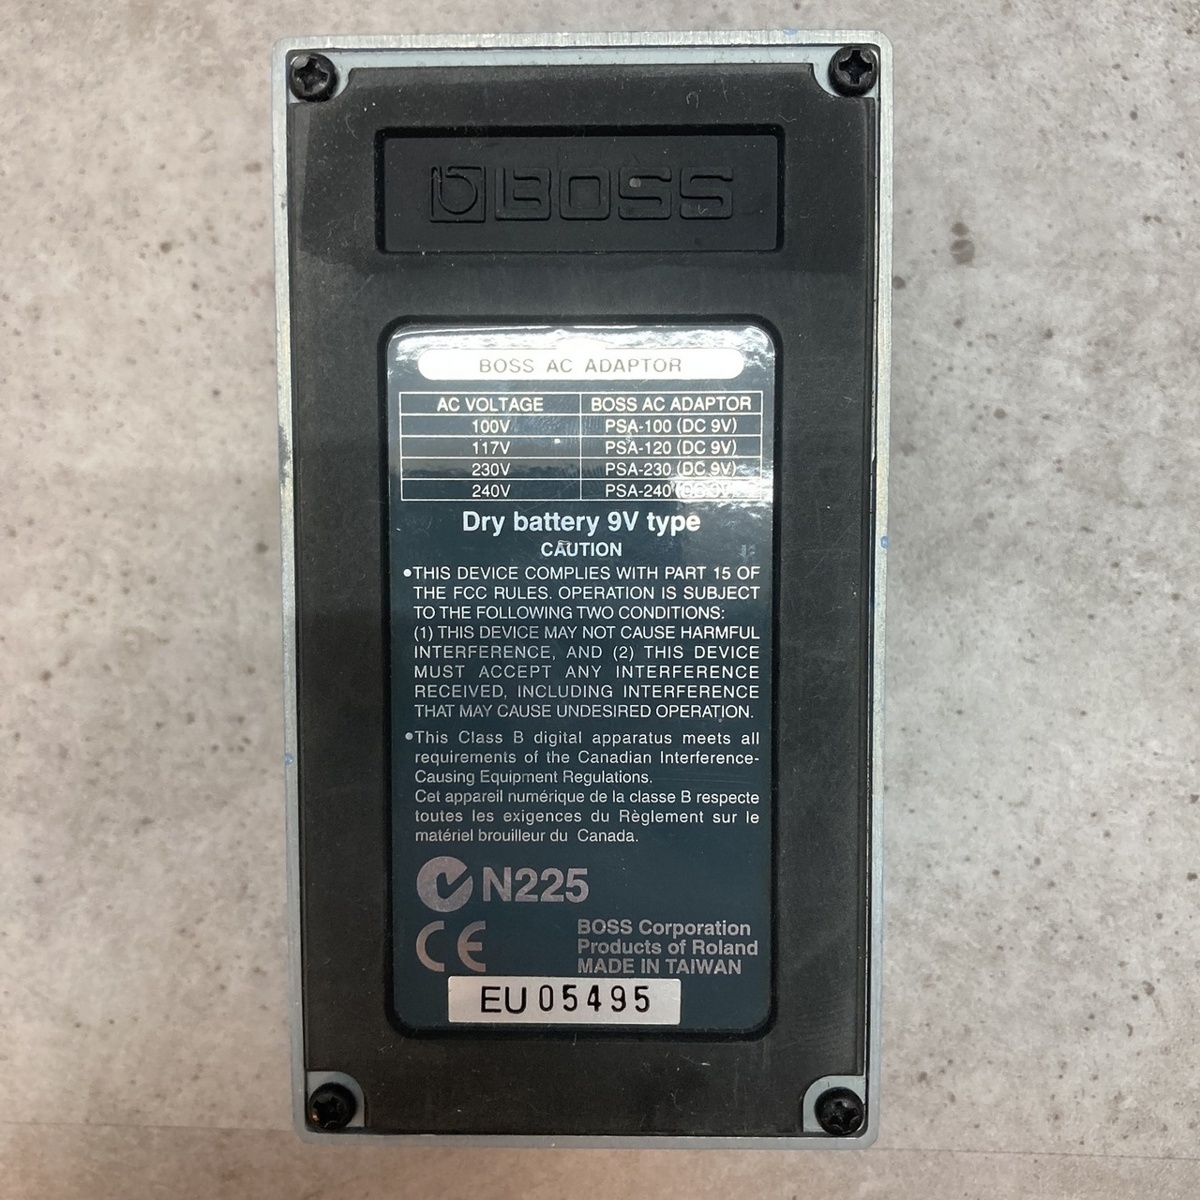 BOSS
BOSS AC ADAPTOR
AC VOLTAGE BOSS AC ADAPTOR
100V PSA-100 (DC 9V)
117V PSA-120 (DC 9V)
230V PSA-230 (DC 9V)
240V PSA-240 (DC 9V)
Dry battery 9V type
CAUTION
•THIS DEVICE COMPLIES WITH PART 15 OF
THE FCC RULES. OPERATION IS SUBJECT
TO THE FOLLOWING TWO CONDITIONS:
(1) THIS DEVICE MAY NOT CAUSE HARMFUL
INTERFERENCE, AND (2) THIS DEVICE
MUST ACCEPT ANY INTERFERENCE
RECEIVED, INCLUDING INTERFERENCE
THAT MAY CAUSE UNDESIRED OPERATION.
•This Class B digital apparatus meets all
requirements of the Canadian Interference-
Causing Equipment Regulations.
Cet appareil numérique de la classe B respecte
toutes les exigences du Règlement sur le
matériel brouilleur du Canada.
N225
CE
BOSS Corporation
Products of Roland
MADE IN TAIWAN
EU 05495